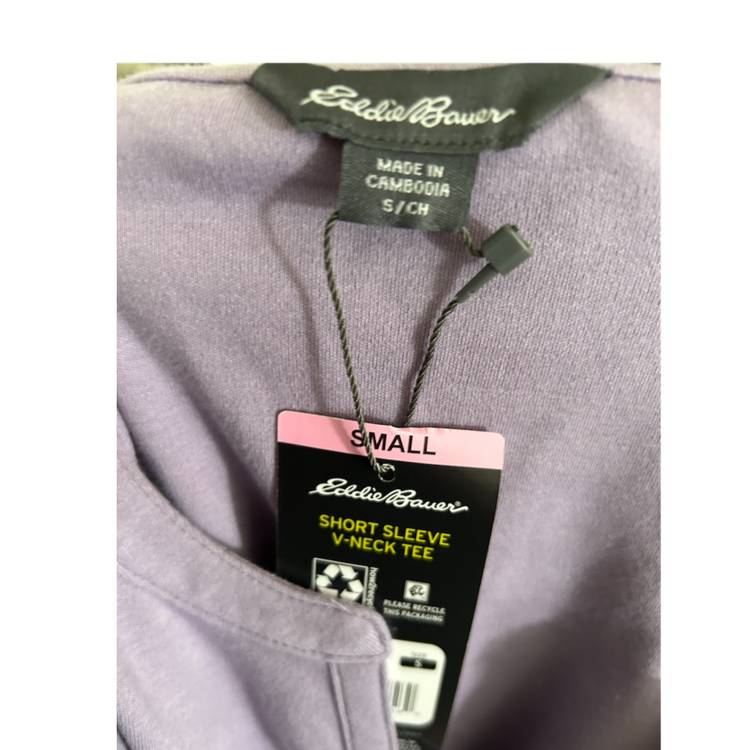 Eddie Bauer
MADE IN
CAMBODIA
S/CH
SMALL
Eddie Bauer®
SHORT SLEEVE
V-NECK TEE
PLEASE RECYCLE
THIS PACKAGING
S